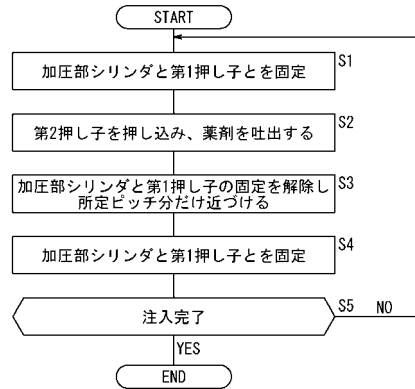 START
加圧部シリンダと第1押し子とを固定
S1
第2押し子を押し込み、薬剤を吐出する
S2
加圧部シリンダと第1押し子の固定を解除し
所定ピッチ分だけ近づける
S3
加圧部シリンダと第1押し子とを固定
S4
注入完了
S5
NO
YES
END